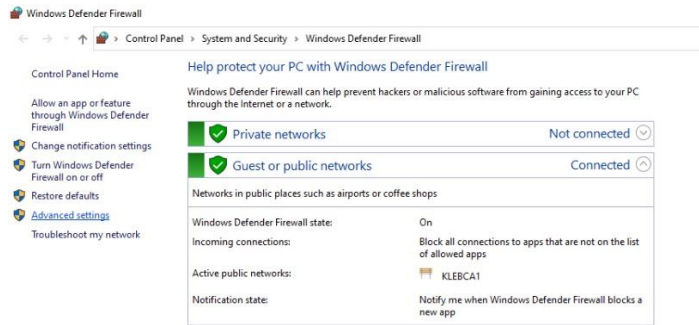 Windows Defender Firewall
Control Panel > System and Security > Windows Defender Firewall
Control Panel Home
Allow an app or feature
through Windows Defender
Firewall
Change notification settings
Turn Windows Defender
Firewall on or off
Restore defaults
Advanced settings
Troubleshoot my network
Help protect your PC with Windows Defender Firewall
Windows Defender Firewall can help prevent hackers or malicious software from gaining access to your PC
through the Internet or a network.
Private networks Not connected
Guest or public networks Connected
Networks in public places such as airports or coffee shops
Windows Defender Firewall state: On
Incoming connections: Block all connections to apps that are not on the list
of allowed apps
Active public networks: KLEBCA1
Notification state: Notify me when Windows Defender Firewall blocks a
new app